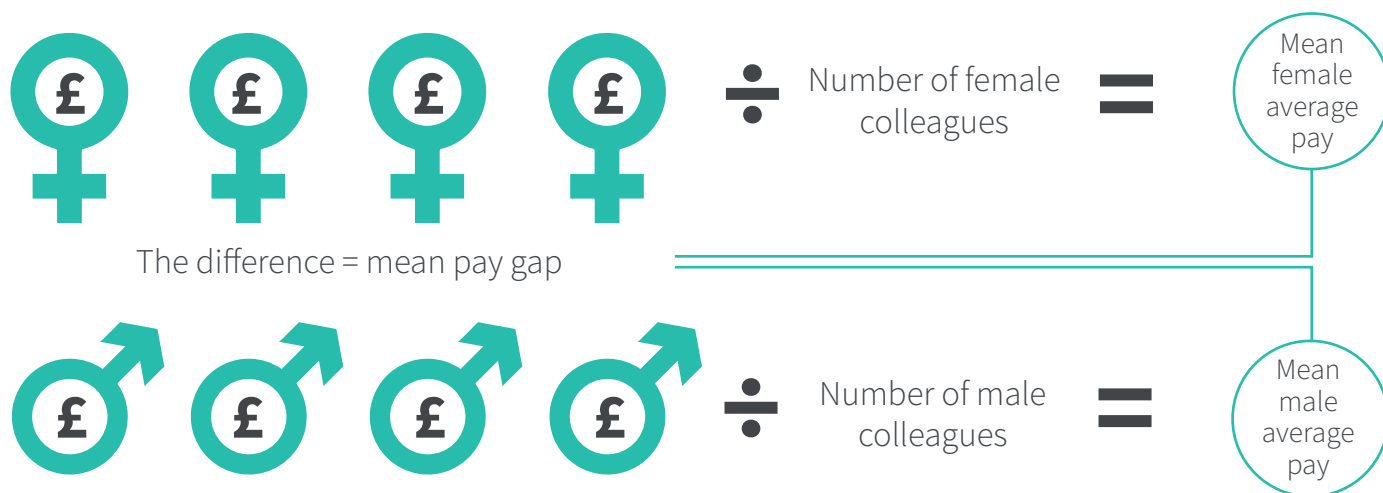 £ £ £ £ ÷ Number of female
colleagues = Mean
female
average
pay
The difference = mean pay gap
£ £ £ £ ÷ Number of male
colleagues = Mean
male
average
pay